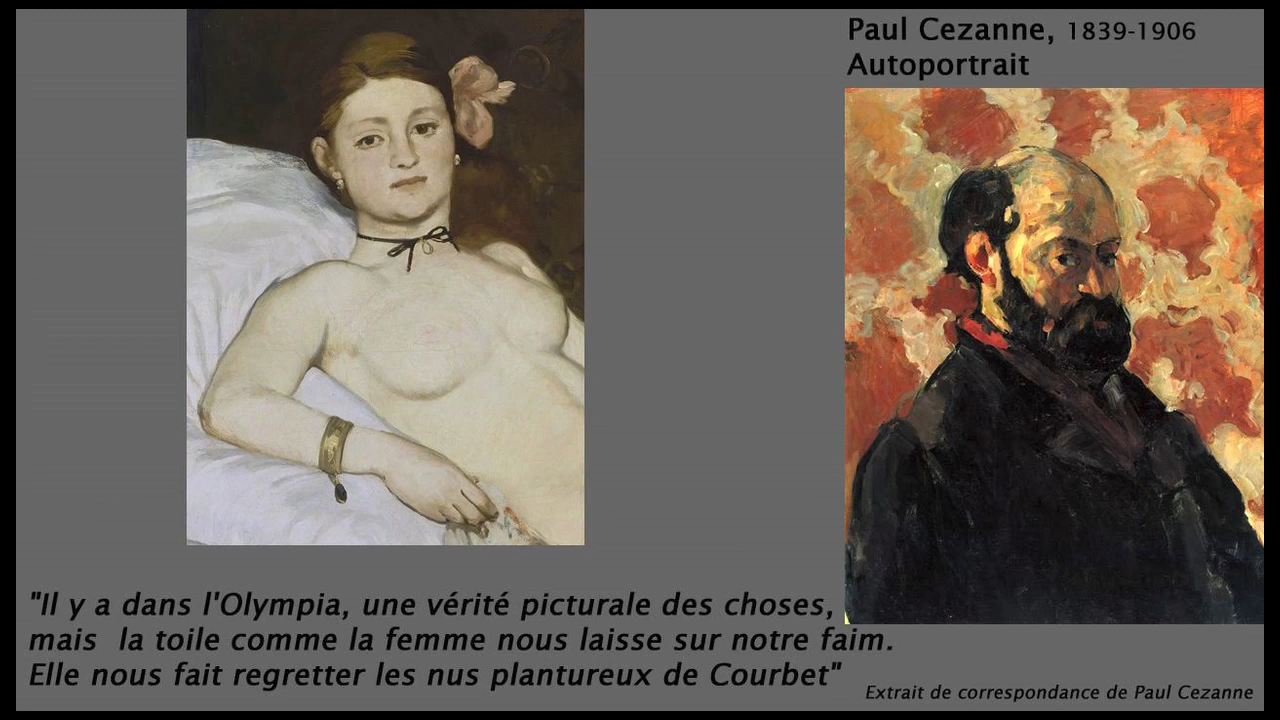 Paul Cezanne, 1839-1906
Autoportrait
"Il y a dans l'Olympia, une vérité picturale des choses,
mais  la toile comme la femme nous laisse sur notre faim.
Elle nous fait regretter les nus plantureux de Courbet"
Extrait de correspondance de Paul Cezanne